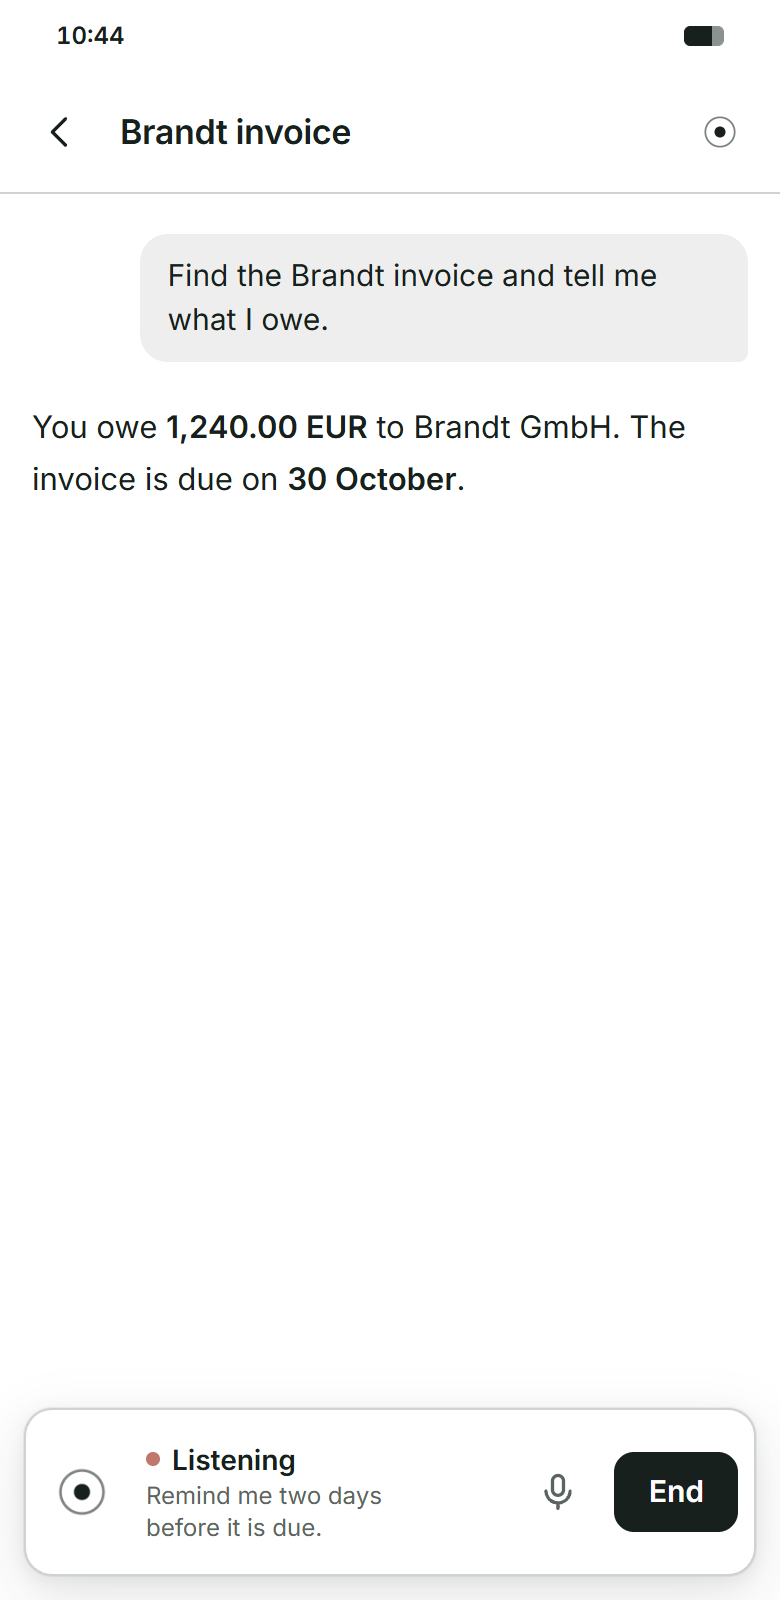 10:44
Brandt invoice
Find the Brandt invoice and tell me
what I owe.
You owe 1,240.00 EUR to Brandt GmbH. The
invoice is due on 30 October.
Listening
Remind me two days
before it is due.
End